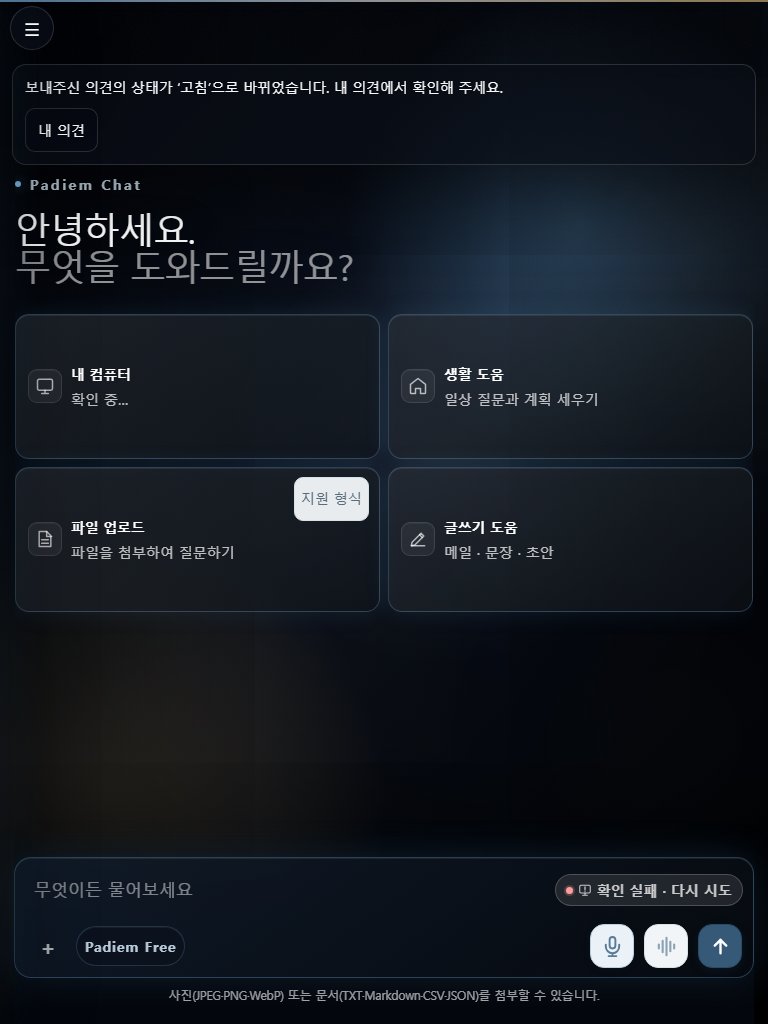 보내주신 의견의 상태가 '고침'으로 바뀌었습니다. 내 의견에서 확인해 주세요.
내 의견
Padiem Chat
안녕하세요.
무엇을 도와드릴까요?
내 컴퓨터
확인 중...
생활 도움
일상 질문과 계획 세우기
지원 형식
파일 업로드
파일을 첨부하여 질문하기
글쓰기 도움
메일 · 문장 · 초안
무엇이든 물어보세요
확인 실패 · 다시 시도
+
Padiem Free
사진(JPEG·PNG·WebP) 또는 문서(TXT·Markdown·CSV·JSON)를 첨부할 수 있습니다.